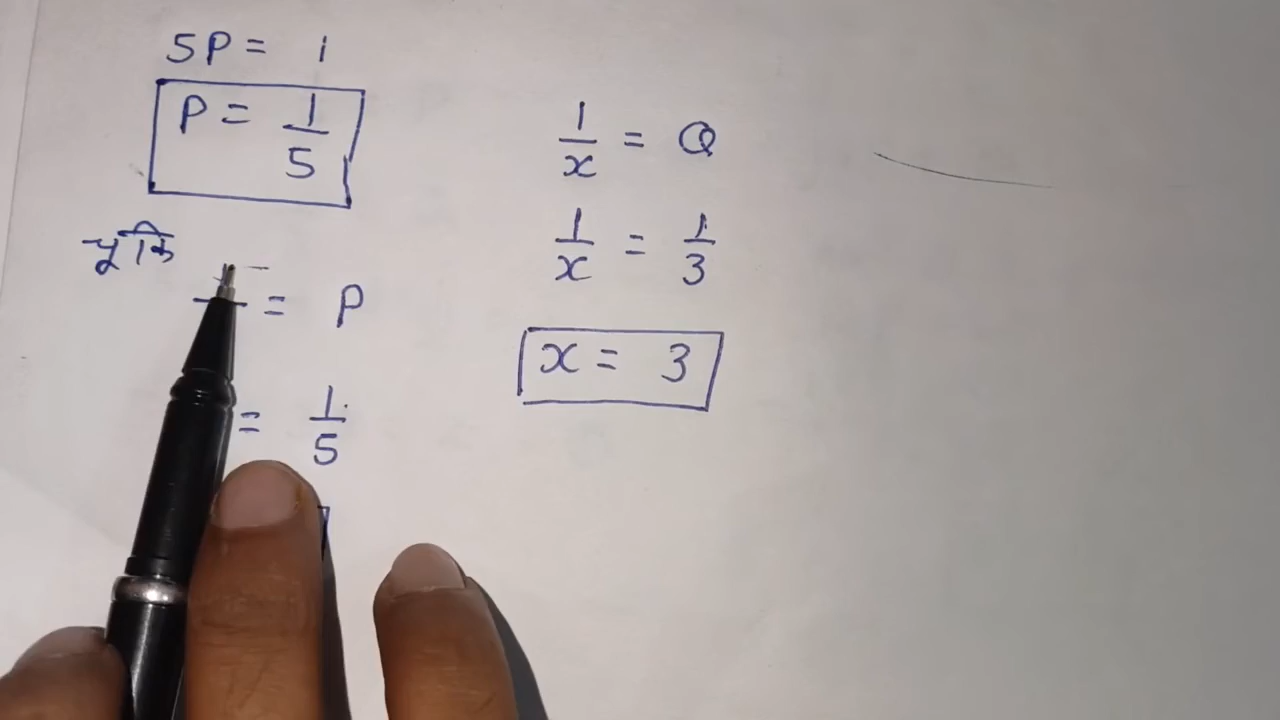 5P = 1
P = 1/5
चूकि
= P
= 1/5
1/x = Q
1/x = 1/3
x = 3